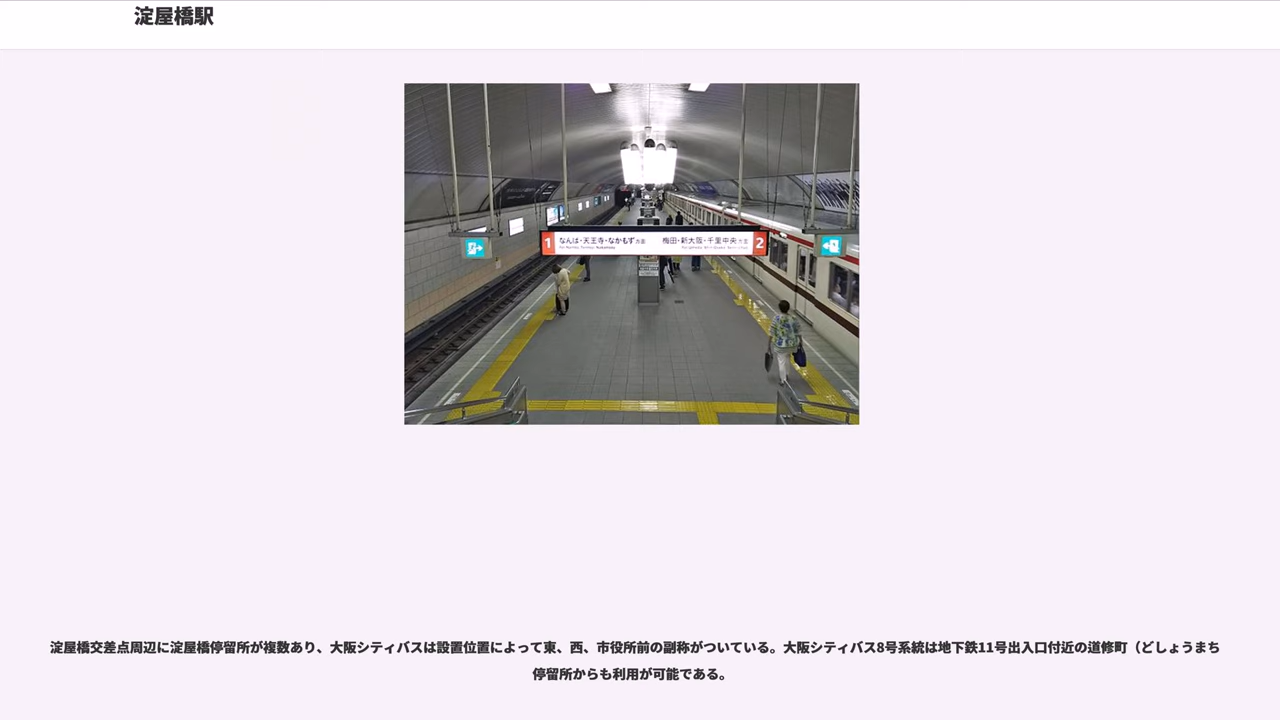 淀屋橋駅
1 なんば・天王寺・なかもず方面 梅田・新大阪・千里中央方面 2
淀屋橋交差点周辺に淀屋橋停留所が複数あり、大阪シティバスは設置位置によって東、西、市役所前の副称がついている。大阪シティバス8号系統は地下鉄11号出入口付近の道修町（どしょうまち
停留所からも利用が可能である。